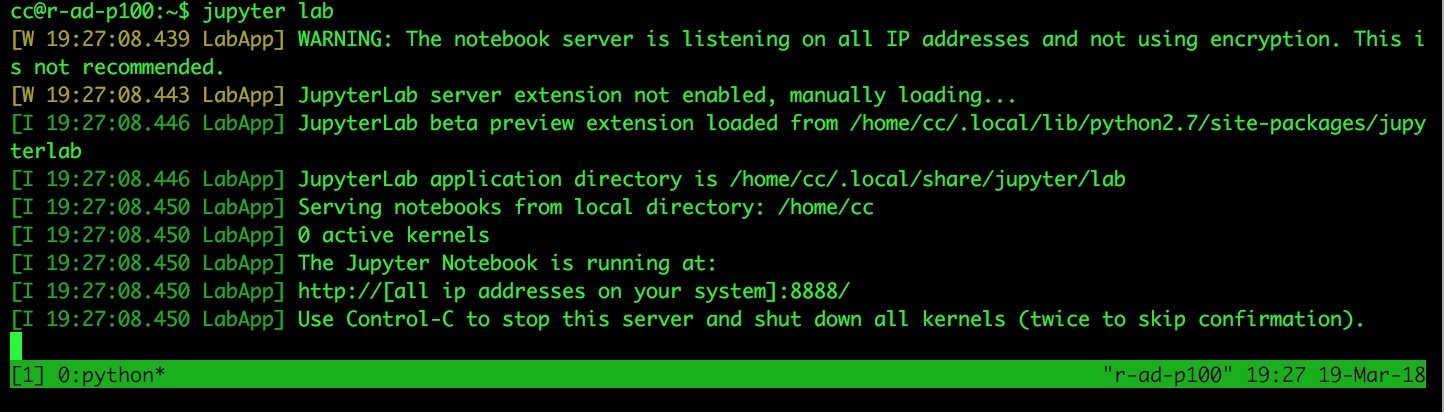 cc@r-ad-p100:~$ jupyter lab
[W 19:27:08.439 LabApp] WARNING: The notebook server is listening on all IP addresses and not using encryption. This i
s not recommended.
[W 19:27:08.443 LabApp] JupyterLab server extension not enabled, manually loading...
[I 19:27:08.446 LabApp] JupyterLab beta preview extension loaded from /home/cc/.local/lib/python2.7/site-packages/jupy
terlab
[I 19:27:08.446 LabApp] JupyterLab application directory is /home/cc/.local/share/jupyter/lab
[I 19:27:08.450 LabApp] Serving notebooks from local directory: /home/cc
[I 19:27:08.450 LabApp] 0 active kernels
[I 19:27:08.450 LabApp] The Jupyter Notebook is running at:
[I 19:27:08.450 LabApp] http://[all ip addresses on your system]:8888/
[I 19:27:08.450 LabApp] Use Control-C to stop this server and shut down all kernels (twice to skip confirmation).
[1] 0:python* "r-ad-p100" 19:27 19-Mar-18